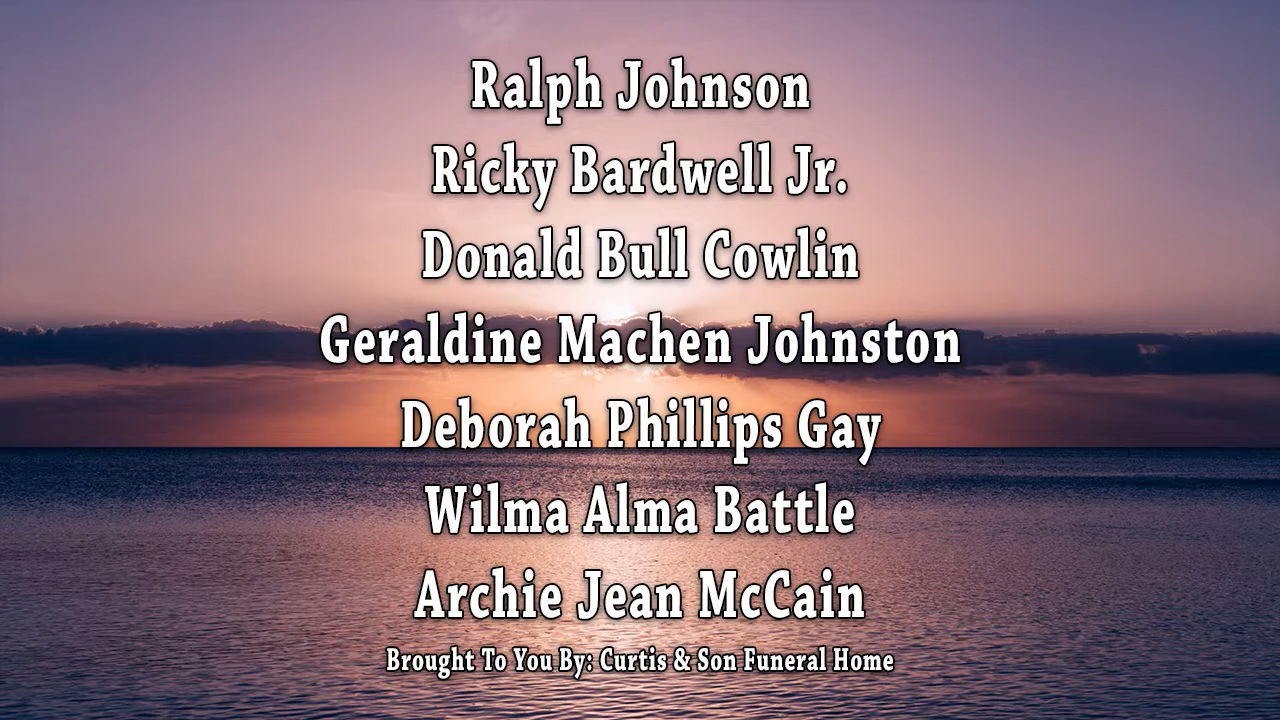 Ralph Johnson
Ricky Bardwell Jr.
Donald Bull Cowlin
Geraldine Machen Johnston
Deborah Phillips Gay
Wilma Alma Battle
Archie Jean McCain
Brought To You By: Curtis & Son Funeral Home